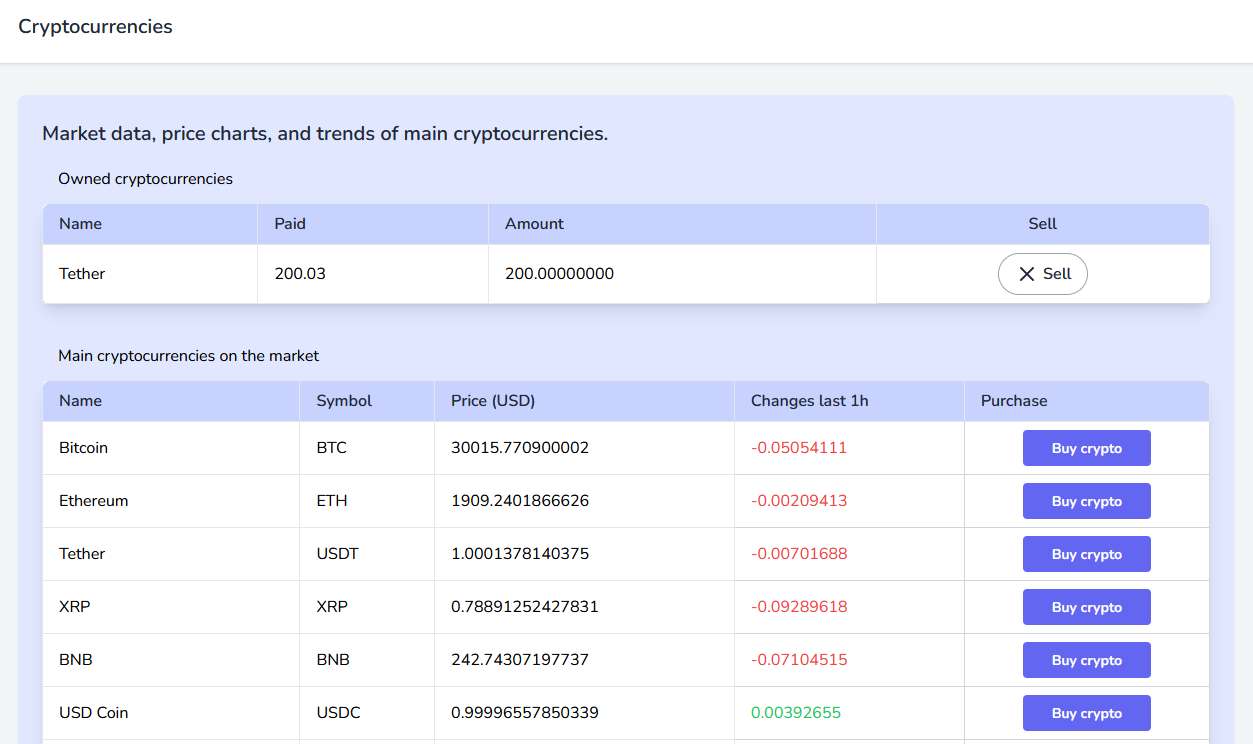 Cryptocurrencies
Market data, price charts, and trends of main cryptocurrencies.
Owned cryptocurrencies
Name Paid Amount Sell
Tether 200.03 200.00000000 Sell
Main cryptocurrencies on the market
Name Symbol Price (USD) Changes last 1h Purchase
Bitcoin BTC 30015.770900002 -0.05054111 Buy crypto
Ethereum ETH 1909.2401866626 -0.00209413 Buy crypto
Tether USDT 1.0001378140375 -0.00701688 Buy crypto
XRP XRP 0.78891252427831 -0.09289618 Buy crypto
BNB BNB 242.74307197737 -0.07104515 Buy crypto
USD Coin USDC 0.99996557850339 0.00392655 Buy crypto